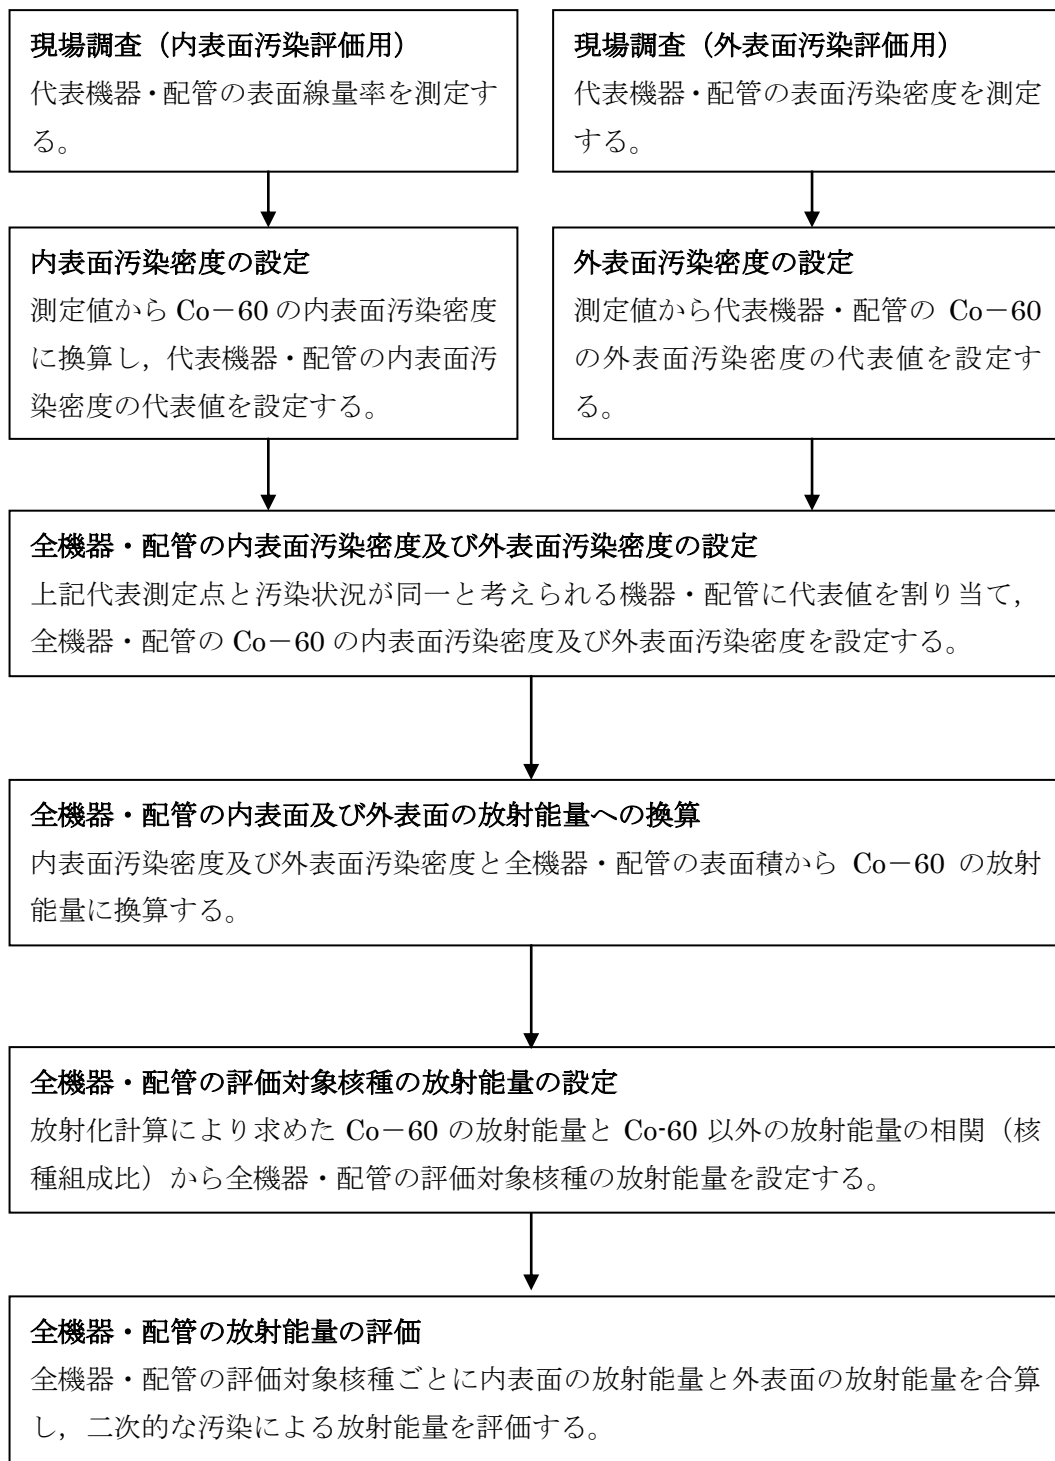 現場調査(内表面汚染評価用)
代表機器・配管の表面線量率を測定す
る。
現場調査(外表面汚染評価用)
代表機器・配管の表面汚染密度を測定
する。
内表面汚染密度の設定
測定値から Co-60 の内表面汚染密度
に換算し,代表機器・配管の内表面汚
染密度の代表値を設定する。
外表面汚染密度の設定
測定値から代表機器・配管の Co-60
の外表面汚染密度の代表値を設定す
る。
全機器・配管の内表面汚染密度及び外表面汚染密度の設定
上記代表測定点と汚染状況が同一と考えられる機器・配管に代表値を割り当て,
全機器・配管の Co-60 の内表面汚染密度及び外表面汚染密度を設定する。
全機器・配管の内表面及び外表面の放射能量への換算
内表面汚染密度及び外表面汚染密度と全機器・配管の表面積から Co-60 の放射
能量に換算する。
全機器・配管の評価対象核種の放射能量の設定
放射化計算により求めた Co-60 の放射能量と Co-60 以外の放射能量の相関(核
種組成比)から全機器・配管の評価対象核種の放射能量を設定する。
全機器・配管の放射能量の評価
全機器・配管の評価対象核種ごとに内表面の放射能量と外表面の放射能量を合算
し,二次的な汚染による放射能量を評価する。